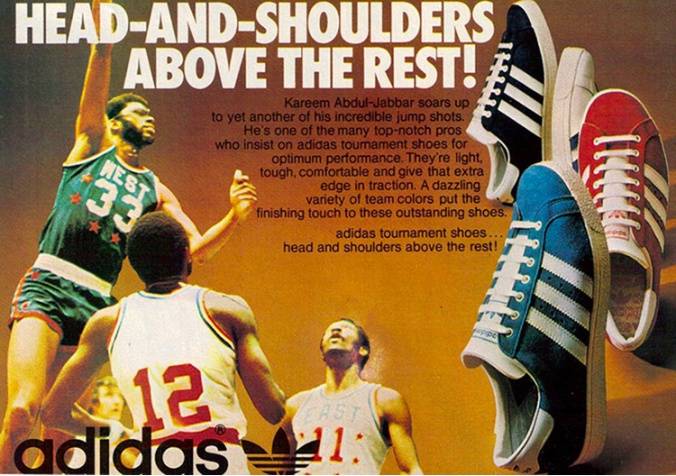 HEAD-AND-SHOULDERS
ABOVE THE REST!
Kareem Abdul-Jabbar soars up
to yet another of his incredible jump shots.
He's one of the many top-notch pros
who insist on adidas tournament shoes for
optimum performance. They're light,
tough, comfortable and give that extra
edge in traction. A dazzling
variety of team colors put the
finishing touch to these outstanding shoes.
adidas tournament shoes...
head and shoulders above the rest!
WEST
33
12
EAST
11
adidas®
adidas